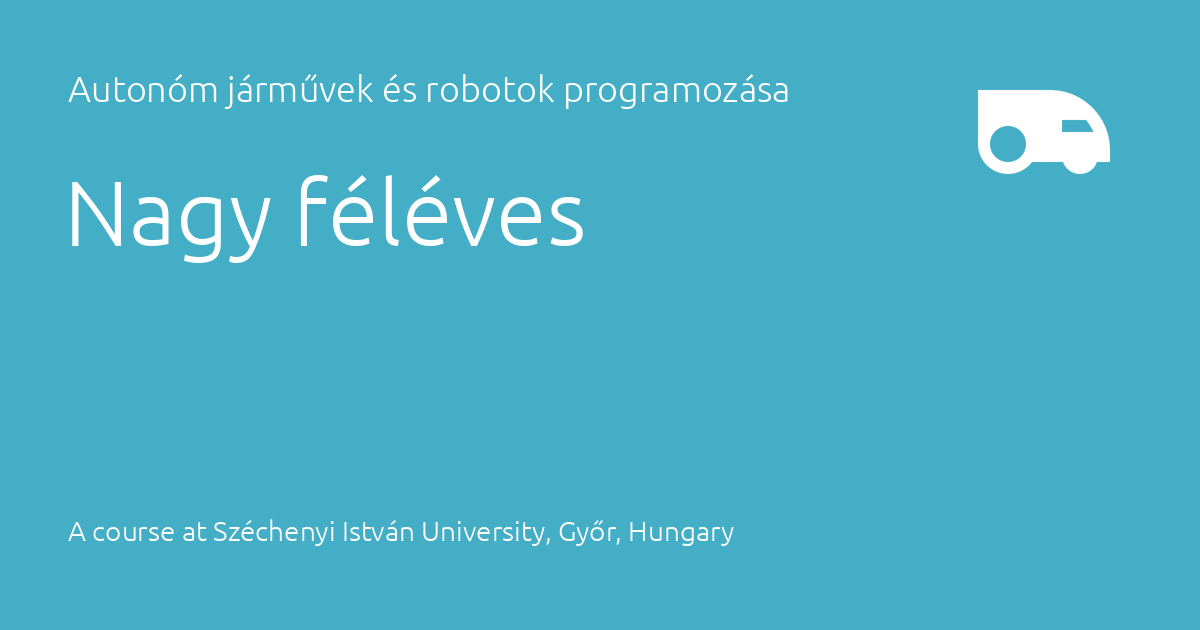 Autonóm járművek és robotok programozása
Nagy féléves
A course at Széchenyi István University, Győr, Hungary